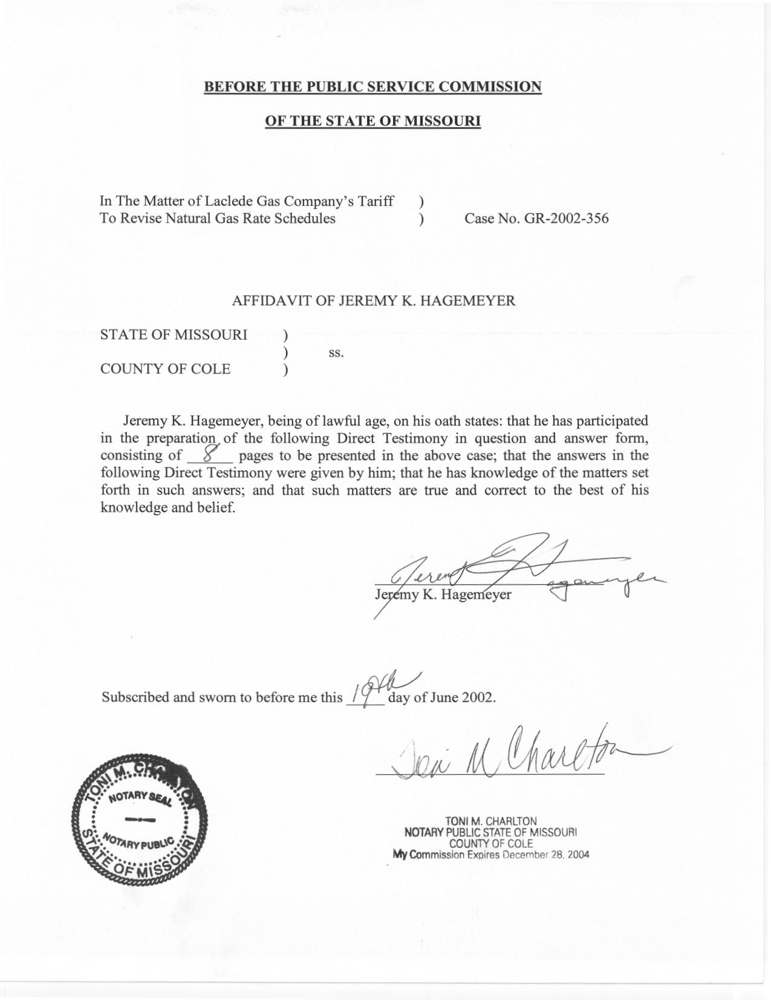 BEFORE THE PUBLIC SERVICE COMMISSION
OF THE STATE OF MISSOURI
In The Matter of Laclede Gas Company's Tariff )
To Revise Natural Gas Rate Schedules ) Case No. GR-2002-356
AFFIDAVIT OF JEREMY K. HAGEMEYER
STATE OF MISSOURI )
) ss.
COUNTY OF COLE )
Jeremy K. Hagemeyer, being of lawful age, on his oath states: that he has participated
in the preparation of the following Direct Testimony in question and answer form,
consisting of 8 pages to be presented in the above case; that the answers in the
following Direct Testimony were given by him; that he has knowledge of the matters set
forth in such answers; and that such matters are true and correct to the best of his
knowledge and belief.
Jeremy K Hagemeyer
Jeremy K. Hagemeyer
Subscribed and sworn to before me this 19th day of June 2002.
Toni M Charlton
TONI M. CHARLTON
NOTARY SEAL
NOTARY PUBLIC
STATE OF MISSOURI
TONI M. CHARLTON
NOTARY PUBLIC STATE OF MISSOURI
COUNTY OF COLE
My Commission Expires December 28, 2004